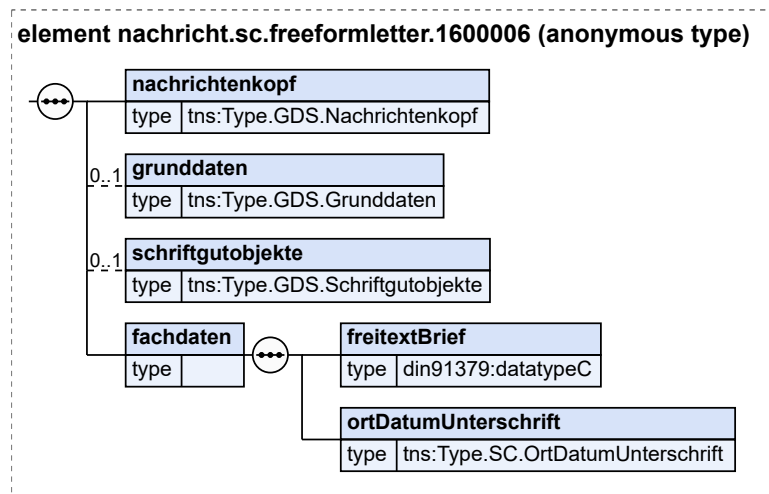 element nachricht.sc.freeformletter.1600006 (anonymous type)
nachrichtenkopf
type tns:Type.GDS.Nachrichtenkopf
0..1
grunddaten
type tns:Type.GDS.Grunddaten
0..1
schriftgutobjekte
type tns:Type.GDS.Schriftgutobjekte
fachdaten
type
freitextBrief
type din91379:datatypeC
ortDatumUnterschrift
type tns:Type.SC.OrtDatumUnterschrift